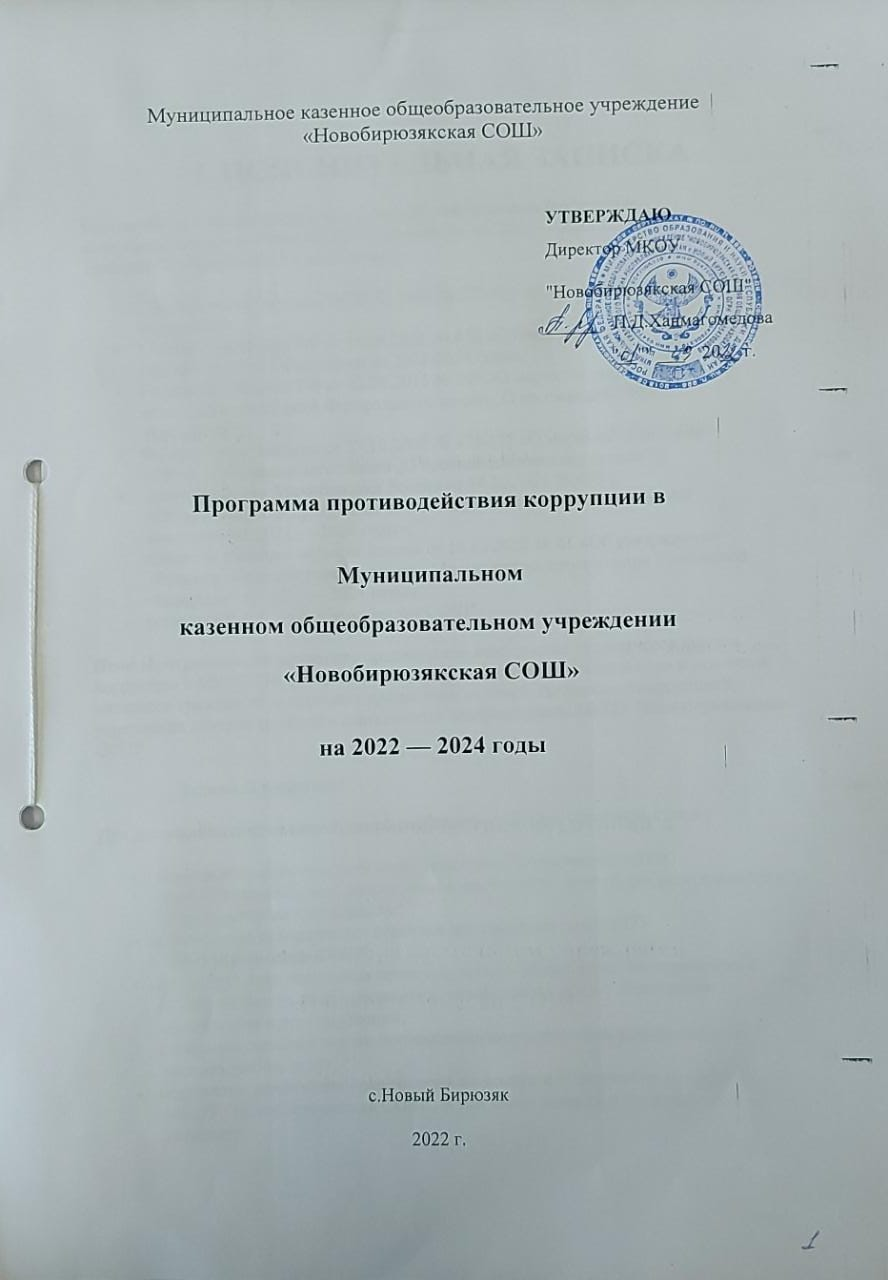 Муниципальное казенное общеобразовательное учреждение
«Новобирюзякская СОШ»
УТВЕРЖДАЮ
Директор МКОУ
"Новобирюзякская СОШ"
П.Д.Ханмагомедова
г.
Программа противодействия коррупции в
Муниципальном
казенном общеобразовательном учреждении
«Новобирюзякская СОШ»
на 2022 — 2024 годы
с.Новый Бирюзяк
2022 г.
1